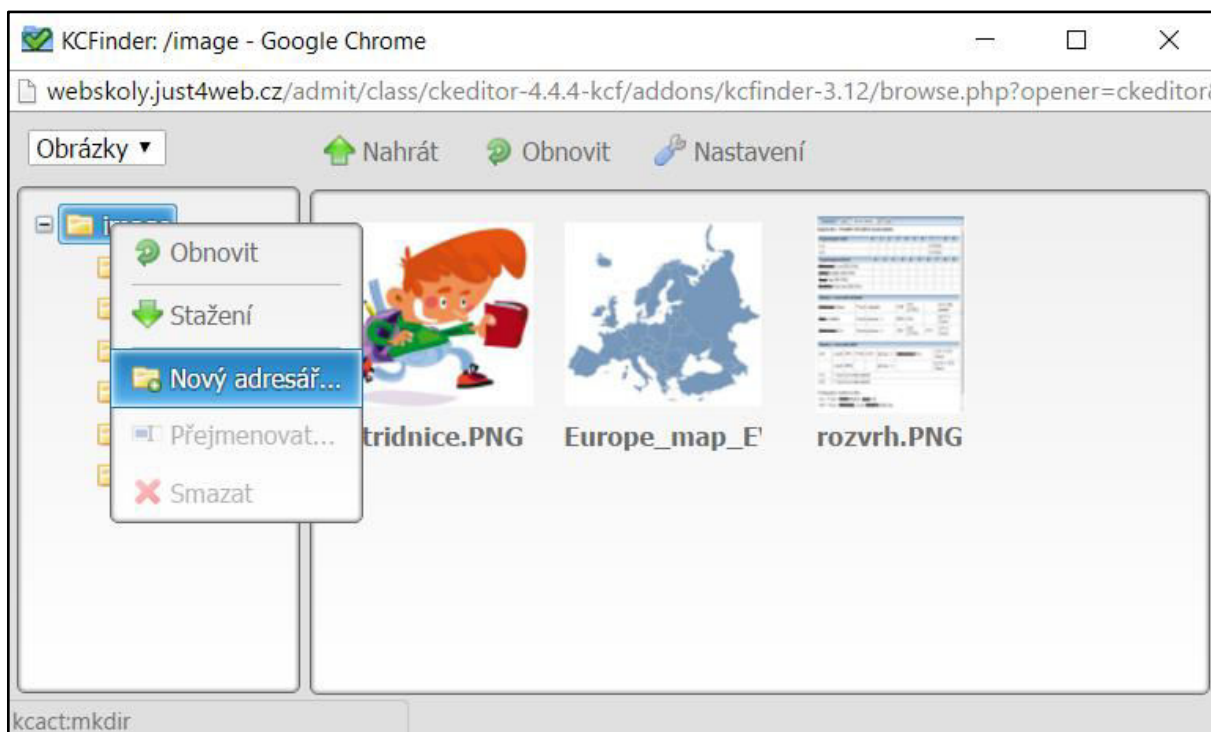 KCFinder: /image - Google Chrome
webskoly.just4web.cz/admit/class/ckeditor-4.4.4-kcf/addons/kcfinder-3.12/browse.php?opener=ckeditor
Obrázky
Nahrát Obnovit Nastavení
Obnovit
Stažení
Nový adresář...
Přejmenovat...
Smazat
tridnice.PNG Europe_map_E rozvrh.PNG
kcact:mkdir